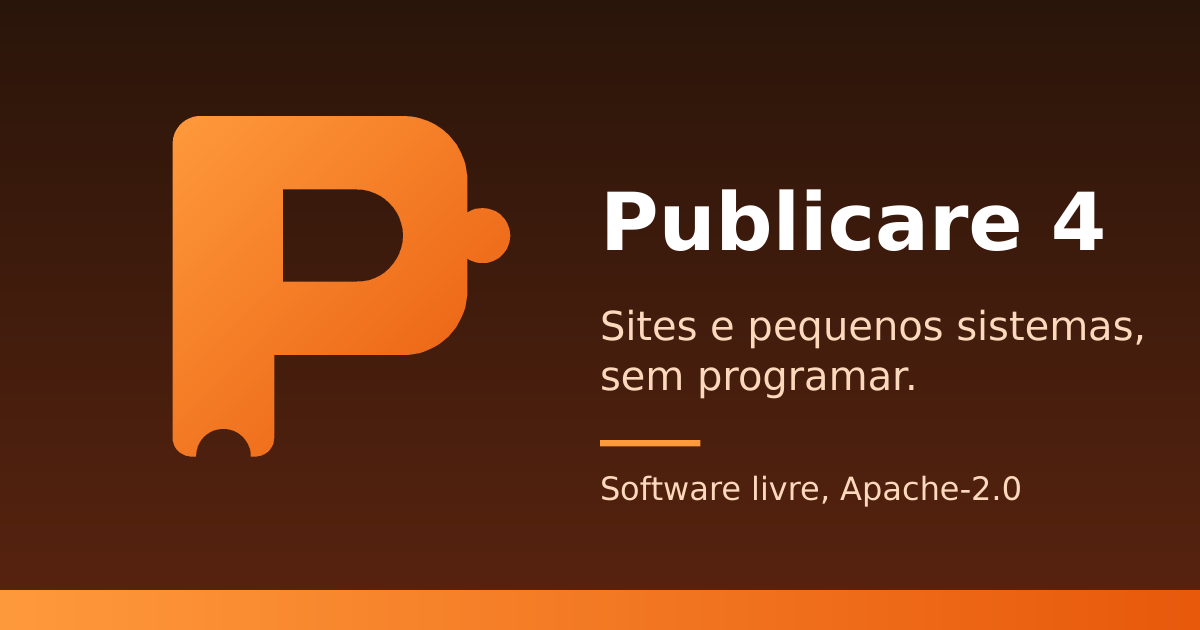 Publicare 4
Sites e pequenos sistemas,
sem programar.
Software livre, Apache-2.0